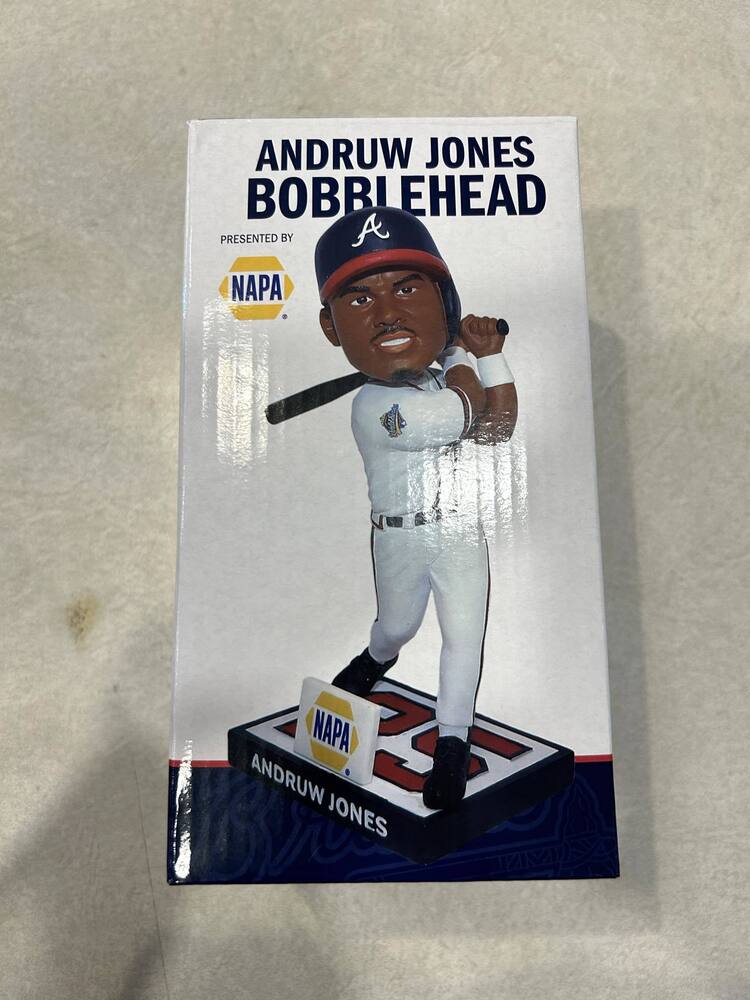 ANDRUW JONES
BOBBLEHEAD
PRESENTED BY
NAPA
A
NAPA
ANDRUW JONES